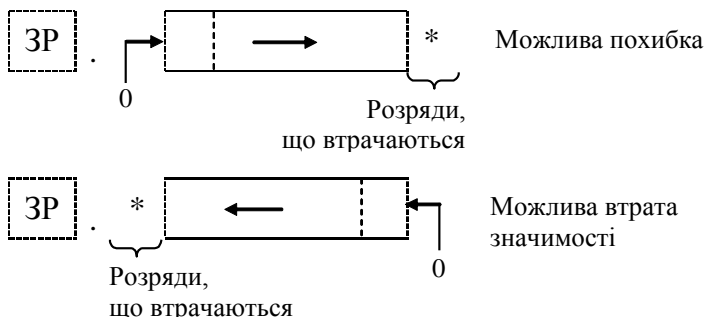 ЗР . * Можлива похибка
0
Розряди,
що втрачаються
ЗР . * Можлива втрата
значимості
0
Розряди,
що втрачаються